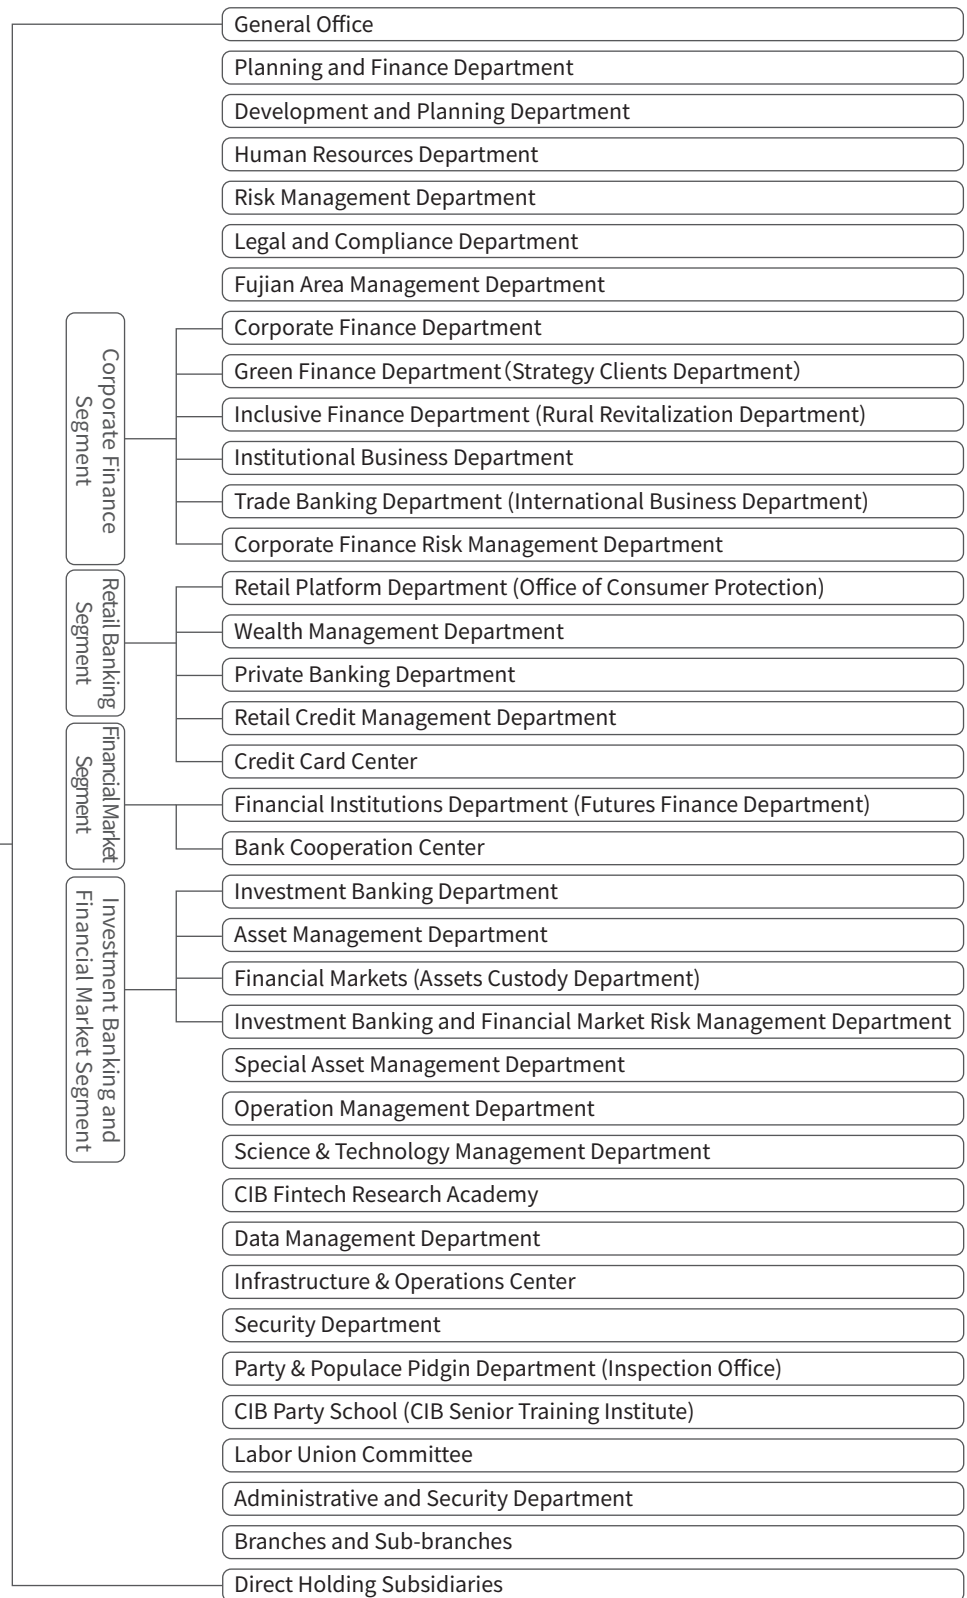 General Office
Planning and Finance Department
Development and Planning Department
Human Resources Department
Risk Management Department
Legal and Compliance Department
Fujian Area Management Department
Corporate Finance
Segment
Corporate Finance Department
Green Finance Department(Strategy Clients Department)
Inclusive Finance Department (Rural Revitalization Department)
Institutional Business Department
Trade Banking Department (International Business Department)
Corporate Finance Risk Management Department
Retail Banking
Segment
Retail Platform Department (Office of Consumer Protection)
Wealth Management Department
Private Banking Department
Retail Credit Management Department
Credit Card Center
Financial Market
Segment
Financial Institutions Department (Futures Finance Department)
Bank Cooperation Center
Investment Banking and
Financial Market Segment
Investment Banking Department
Asset Management Department
Financial Markets (Assets Custody Department)
Investment Banking and Financial Market Risk Management Department
Special Asset Management Department
Operation Management Department
Science & Technology Management Department
CIB Fintech Research Academy
Data Management Department
Infrastructure & Operations Center
Security Department
Party & Populace Pidgin Department (Inspection Office)
CIB Party School (CIB Senior Training Institute)
Labor Union Committee
Administrative and Security Department
Branches and Sub-branches
Direct Holding Subsidiaries